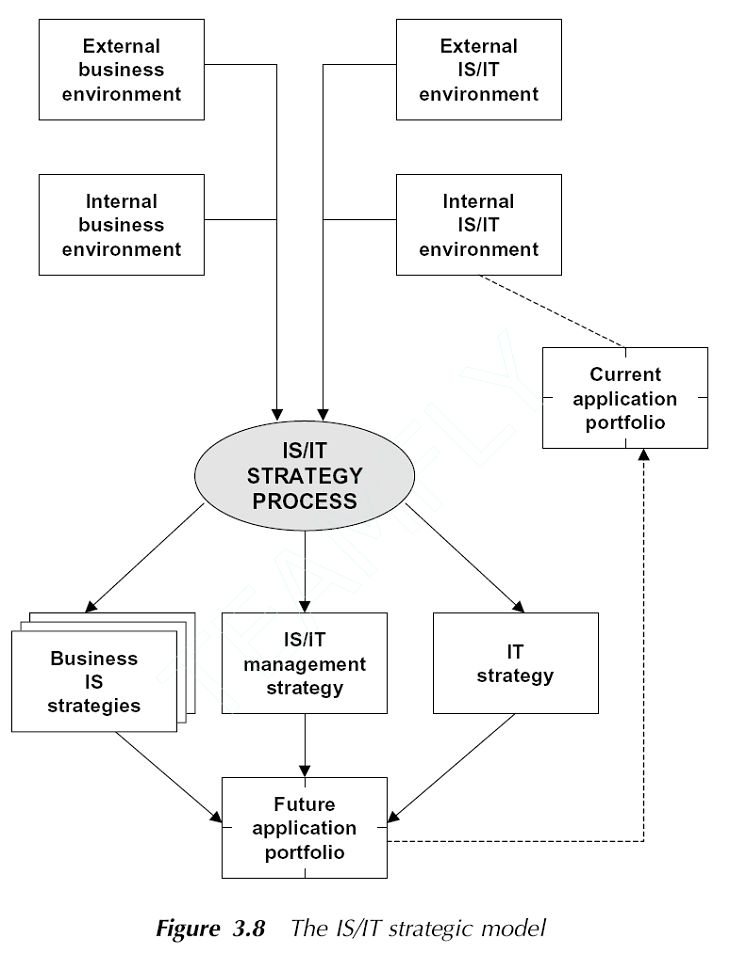 External
business
environment
External
IS/IT
environment
Internal
business
environment
Internal
IS/IT
environment
Current
application
portfolio
IS/IT
STRATEGY
PROCESS
Business
IS
strategies
IS/IT
management
strategy
IT
strategy
Future
application
portfolio
TEAMFLY
Figure 3.8 The IS/IT strategic model